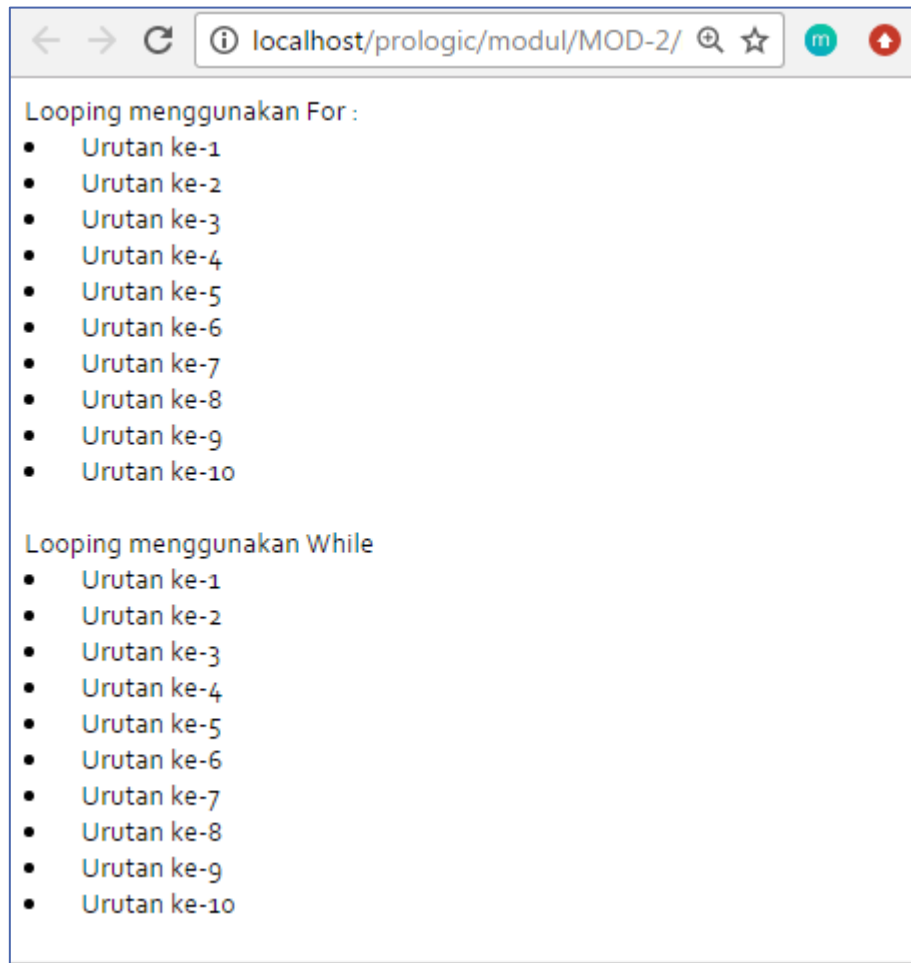 localhost/prologic/modul/MOD-2/
m
Looping menggunakan For :
• Urutan ke-1
• Urutan ke-2
• Urutan ke-3
• Urutan ke-4
• Urutan ke-5
• Urutan ke-6
• Urutan ke-7
• Urutan ke-8
• Urutan ke-9
• Urutan ke-10
Looping menggunakan While
• Urutan ke-1
• Urutan ke-2
• Urutan ke-3
• Urutan ke-4
• Urutan ke-5
• Urutan ke-6
• Urutan ke-7
• Urutan ke-8
• Urutan ke-9
• Urutan ke-10